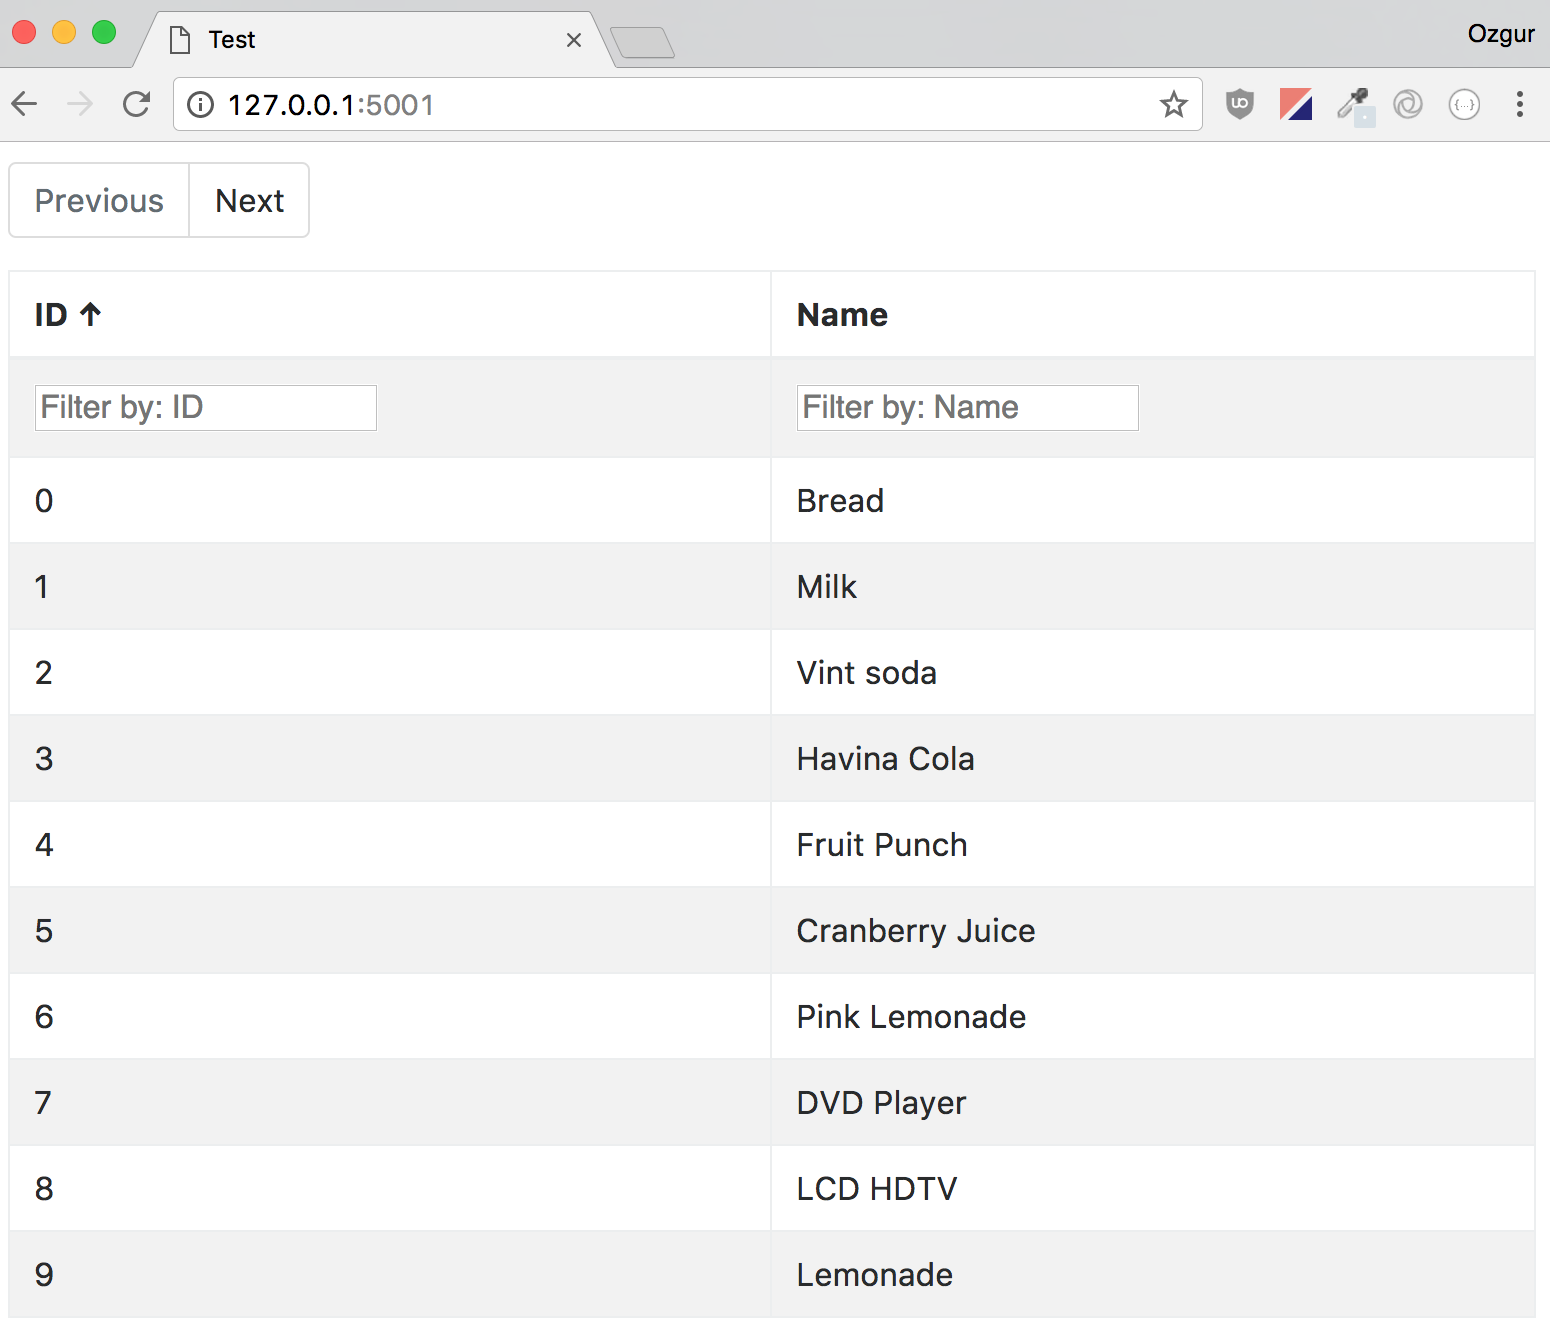 Test
Ozgur
127.0.0.1:5001
Previous Next
ID ↑ Name
Filter by: ID Filter by: Name
0 Bread
1 Milk
2 Vint soda
3 Havina Cola
4 Fruit Punch
5 Cranberry Juice
6 Pink Lemonade
7 DVD Player
8 LCD HDTV
9 Lemonade